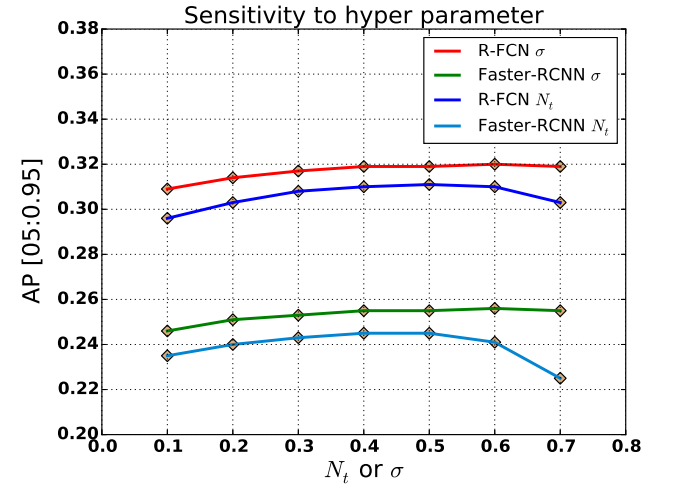 Sensitivity to hyper parameter
R-FCN σ
Faster-RCNN σ
R-FCN Nₜ
Faster-RCNN Nₜ
AP [05:0.95]
0.38
0.36
0.34
0.32
0.30
0.28
0.26
0.24
0.22
0.20
0.0 0.1 0.2 0.3 0.4 0.5 0.6 0.7 0.8
Nₜ or σ